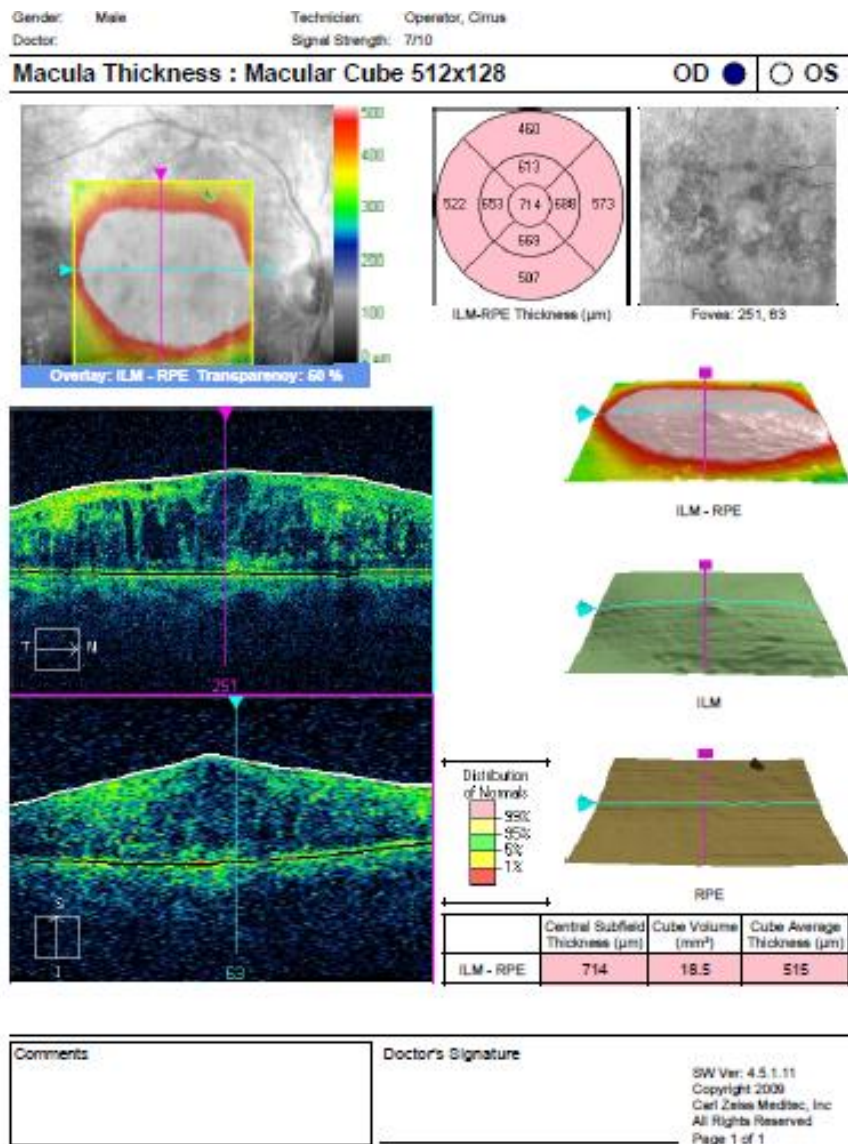 Gender: Male Technician: Operator, Cirrus
Doctor: Signal Strength: 7/10
Macula Thickness : Macular Cube 512x128 OD OS
500
400
300
200
100
0 µm
Overlay: ILM - RPE Transparency: 50 %
460
613
522 653 714 688 573
669
507
ILM-RPE Thickness (µm)
Fovea: 251, 63
ILM - RPE
T N
251
ILM
Distribution
of Normals
99%
95%
5%
1%
S
I
63
RPE
Central Subfield Thickness (µm) Cube Volume (mm³) Cube Average Thickness (µm)
ILM - RPE 714 18.5 515
Comments
Doctor's Signature
SW Ver: 4.5.1.11
Copyright 2009
Carl Zeiss Meditec, Inc
All Rights Reserved
Page 1 of 1